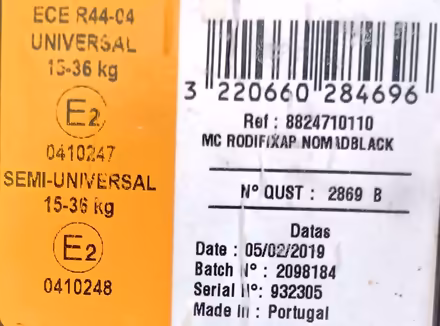 ECE R44-04
UNIVERSAL
15-36 kg
E2
0410247
SEMI-UNIVERSAL
15-36 kg
E2
0410248
3 220660 284696
Ref : 8824710110
MC RODIFIXAP NOMADBLACK
N° QUST : 2869 B
Datas
Date : 05/02/2019
Batch N° : 2098184
Serial N°: 932305
Made in : Portugal